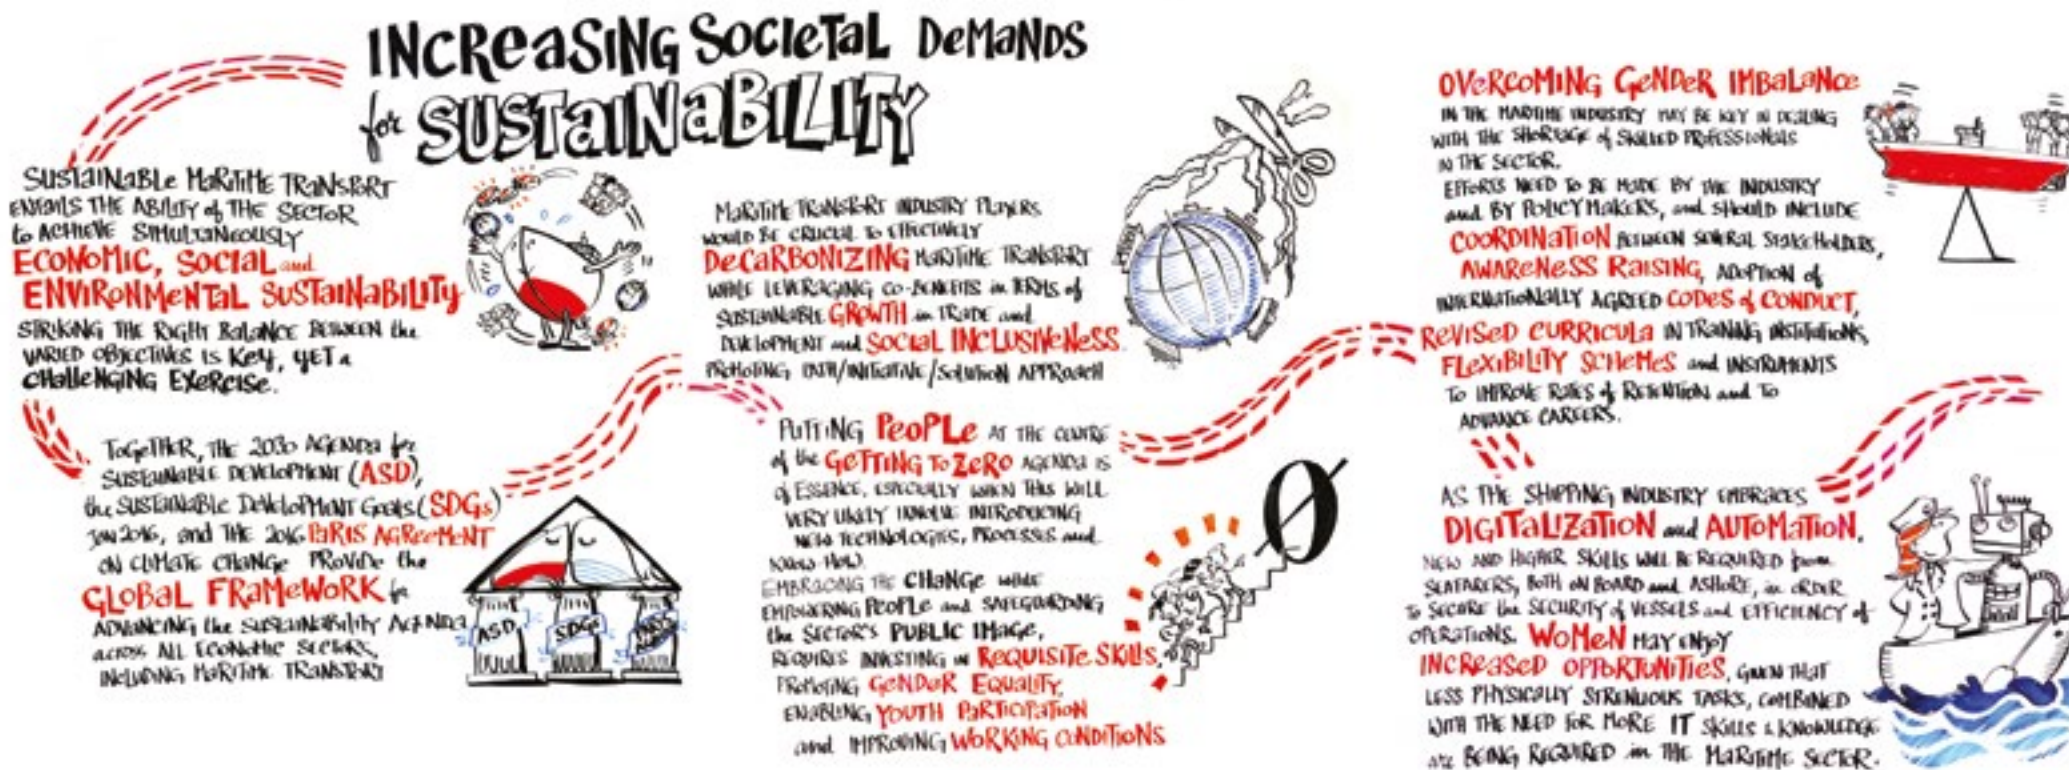 INCREASING SOCIETAL DEMANDS
for SUSTAINABILITY
SUSTAINABLE MARITIME TRANSPORT
ENTAILS THE ABILITY of THE SECTOR
to ACHIEVE SIMULTANEOUSLY
ECONOMIC, SOCIAL and
ENVIRONMENTAL SUSTAINABILITY
STRIKING THE RIGHT BALANCE BETWEEN the
VARIED OBJECTIVES IS KEY, YET a
CHALLENGING EXERCISE.
TOGETHER, THE 2030 AGENDA for
SUSTAINABLE DEVELOPMENT (ASD),
the SUSTAINABLE DEVELOPMENT GOALS (SDGs)
2016, and THE 2016 PARIS AGREEMENT
ON CLIMATE CHANGE PROVIDE the
GLOBAL FRAMEWORK for
ADVANCING the SUSTAINABILITY AGENDA
across ALL ECONOMIC SECTORS,
INCLUDING MARITIME TRANSPORT
ASD
SDGs
MARITIME TRANSPORT INDUSTRY PLAYERS
WOULD BE CRUCIAL TO EFFECTIVELY
DECARBONIZING MARITIME TRANSPORT
WHILE LEVERAGING CO-BENEFITS in TERMS of
SUSTAINABLE GROWTH in TRADE and
DEVELOPMENT and SOCIAL INCLUSIVENESS
PROMOTING PATH/INITIATIVE/SOLUTION APPROACH
PUTTING PEOPLE AT THE CENTRE
of the GETTING TO ZERO AGENDA IS
of ESSENCE, ESPECIALLY WHEN THIS WILL
VERY LIKELY INVOLVE INTRODUCING
NEW TECHNOLOGIES, PROCESSES and
KNOW-HOW.
EMBRACING THE CHANGE while
EMPOWERING PEOPLE and SAFEGUARDING
the SECTOR'S PUBLIC IMAGE,
REQUIRES INVESTING in REQUISITE SKILLS,
PROMOTING GENDER EQUALITY,
ENABLING YOUTH PARTICIPATION
and IMPROVING WORKING CONDITIONS
0
OVERCOMING GENDER IMBALANCE
IN THE MARITIME INDUSTRY MAY BE KEY IN DEALING
WITH THE SHORTAGE of SKILLED PROFESSIONALS
IN THE SECTOR.
EFFORTS NEED TO BE MADE BY THE INDUSTRY
and BY POLICYMAKERS, and SHOULD INCLUDE
COORDINATION BETWEEN SEVERAL STAKEHOLDERS,
AWARENESS RAISING, ADOPTION of
INTERNATIONALLY AGREED CODES of CONDUCT,
REVISED CURRICULA IN TRAINING INSTITUTIONS,
FLEXIBILITY SCHEMES and INSTRUMENTS
TO IMPROVE RATES of RETENTION and TO
ADVANCE CAREERS.
AS THE SHIPPING INDUSTRY EMBRACES
DIGITALIZATION and AUTOMATION,
NEW AND HIGHER SKILLS WILL BE REQUIRED from
SEAFARERS, BOTH ON BOARD and ASHORE, in ORDER
TO SECURE the SECURITY of VESSELS and EFFICIENCY of
OPERATIONS. WOMEN MAY ENJOY
INCREASED OPPORTUNITIES, GIVEN THAT
LESS PHYSICALLY STRENUOUS TASKS, COMBINED
WITH THE NEED FOR MORE IT SKILLS & KNOWLEDGE
are BEING REQUIRED in THE MARITIME SECTOR.